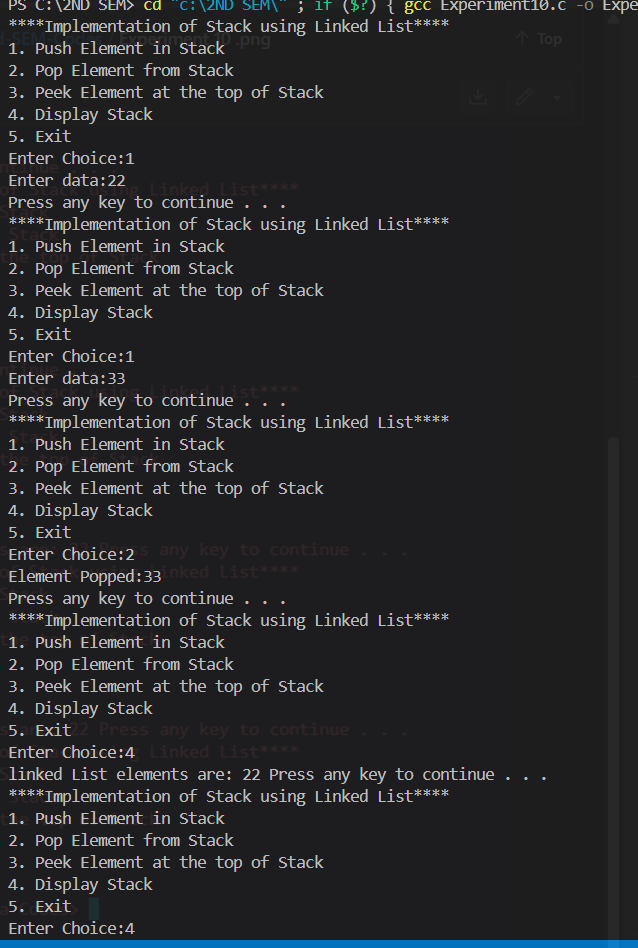 PS C:\2ND SEM> cd "c:\2ND SEM\" ; if ($?) { gcc Experiment10.c -o Expe
****Implementation of Stack using Linked List****
1. Push Element in Stack
2. Pop Element from Stack
3. Peek Element at the top of Stack
4. Display Stack
5. Exit
Enter Choice:1
Enter data:22
Press any key to continue . . .
****Implementation of Stack using Linked List****
1. Push Element in Stack
2. Pop Element from Stack
3. Peek Element at the top of Stack
4. Display Stack
5. Exit
Enter Choice:1
Enter data:33
Press any key to continue . . .
****Implementation of Stack using Linked List****
1. Push Element in Stack
2. Pop Element from Stack
3. Peek Element at the top of Stack
4. Display Stack
5. Exit
Enter Choice:2
Element Popped:33
Press any key to continue . . .
****Implementation of Stack using Linked List****
1. Push Element in Stack
2. Pop Element from Stack
3. Peek Element at the top of Stack
4. Display Stack
5. Exit
Enter Choice:4
linked List elements are: 22 Press any key to continue . . .
****Implementation of Stack using Linked List****
1. Push Element in Stack
2. Pop Element from Stack
3. Peek Element at the top of Stack
4. Display Stack
5. Exit
Enter Choice:4